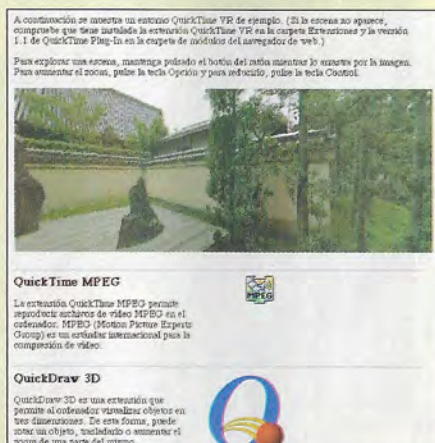 A continuación se muestra un entorno QuickTime VR de ejemplo. (Si la escena no aparece,
compruebe que tiene instalada la extensión QuickTime VR en la carpeta Extensiones y la versión
1.1 de QuickTime Plug-In en la carpeta de módulos del navegador de web.)
Para explorar una escena, mantenga pulsado el botón del ratón mientras lo arrastra por la imagen.
Para aumentar el zoom, pulse la tecla Opción y para reducirlo, pulse la tecla Control.
QuickTime MPEG
MPEG
La extensión QuickTime MPEG permite
reproducir archivos de vídeo MPEG en el
ordenador. MPEG (Motion Picture Experts
Group) es un estándar internacional para la
compresión de vídeo.
QuickDraw 3D
QuickDraw 3D es una extensión que
permite al ordenador visualizar objetos en
tres dimensiones. De esta forma, puede
rotar un objeto, trasladarlo o aumentar el
zoom de una parte del mismo.